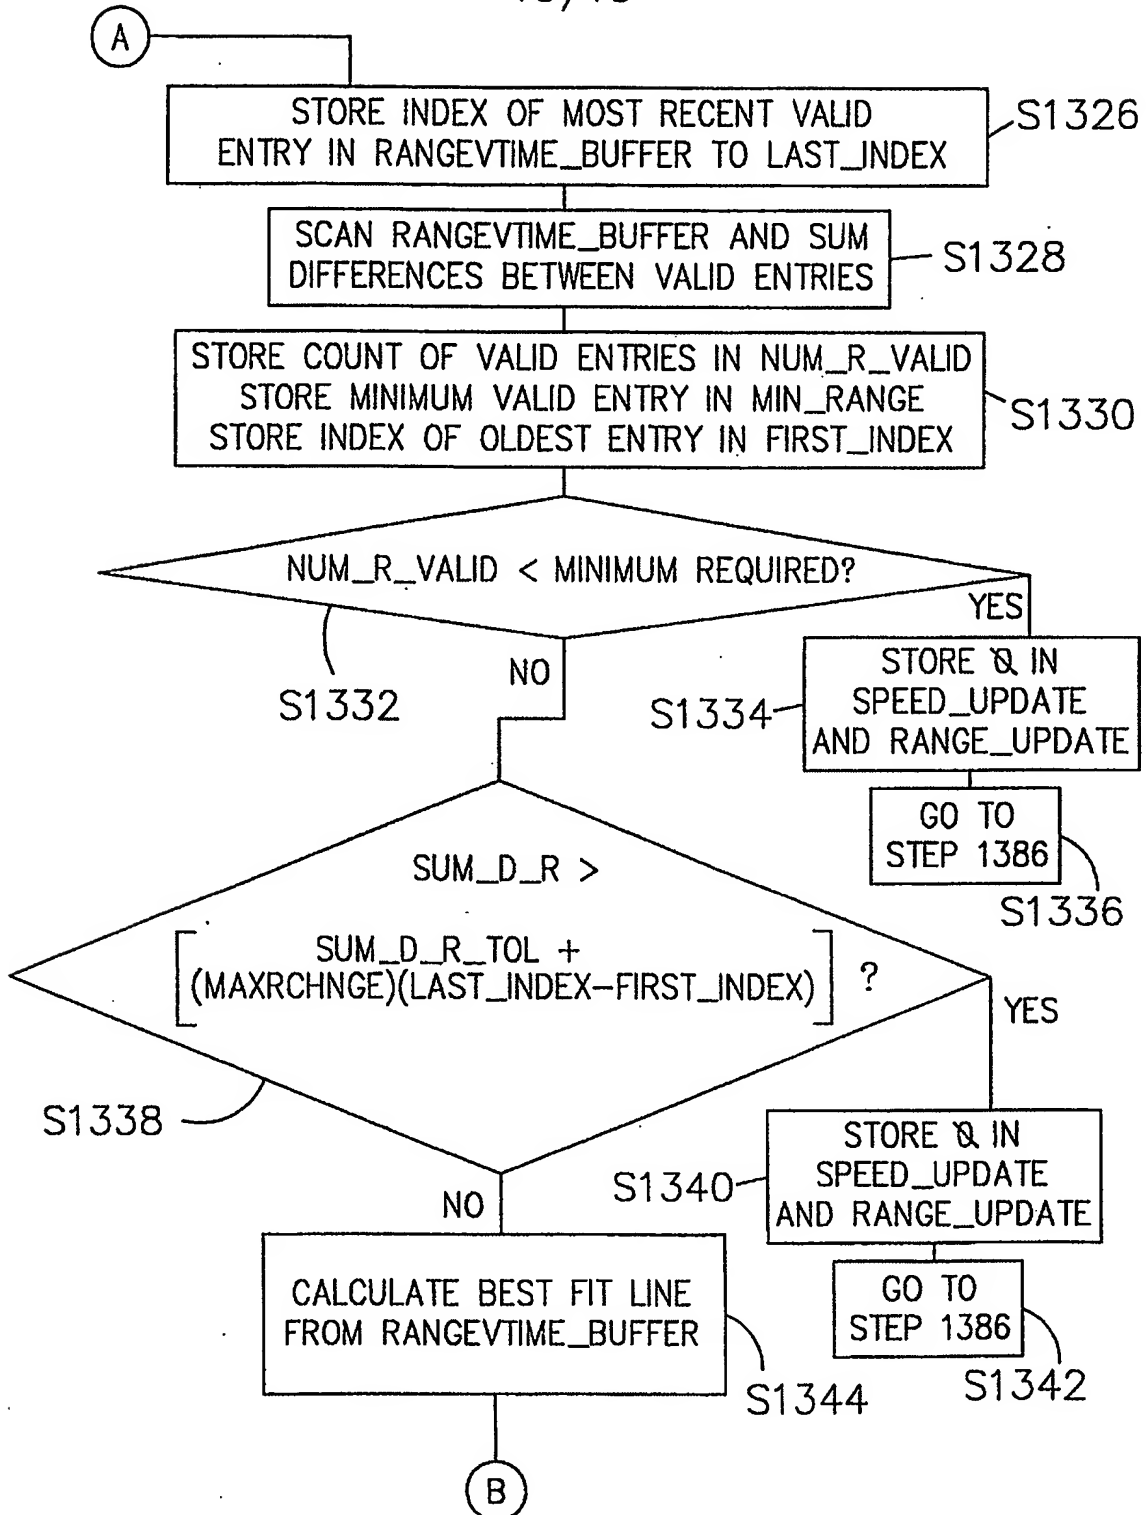 A
STORE INDEX OF MOST RECENT VALID
ENTRY IN RANGEVTIME_BUFFER TO LAST_INDEX
S1326
SCAN RANGEVTIME_BUFFER AND SUM
DIFFERENCES BETWEEN VALID ENTRIES
S1328
STORE COUNT OF VALID ENTRIES IN NUM_R_VALID
STORE MINIMUM VALID ENTRY IN MIN_RANGE
STORE INDEX OF OLDEST ENTRY IN FIRST_INDEX
S1330
NUM_R_VALID < MINIMUM REQUIRED?
S1332
YES
NO
STORE 0 IN
SPEED_UPDATE
AND RANGE_UPDATE
S1334
GO TO
STEP 1386
S1336
SUM_D_R >
[SUM_D_R_TOL +
(MAXRCHNGE)(LAST_INDEX-FIRST_INDEX)] ?
S1338
YES
NO
STORE 0 IN
SPEED_UPDATE
AND RANGE_UPDATE
S1340
GO TO
STEP 1386
S1342
CALCULATE BEST FIT LINE
FROM RANGEVTIME_BUFFER
S1344
B